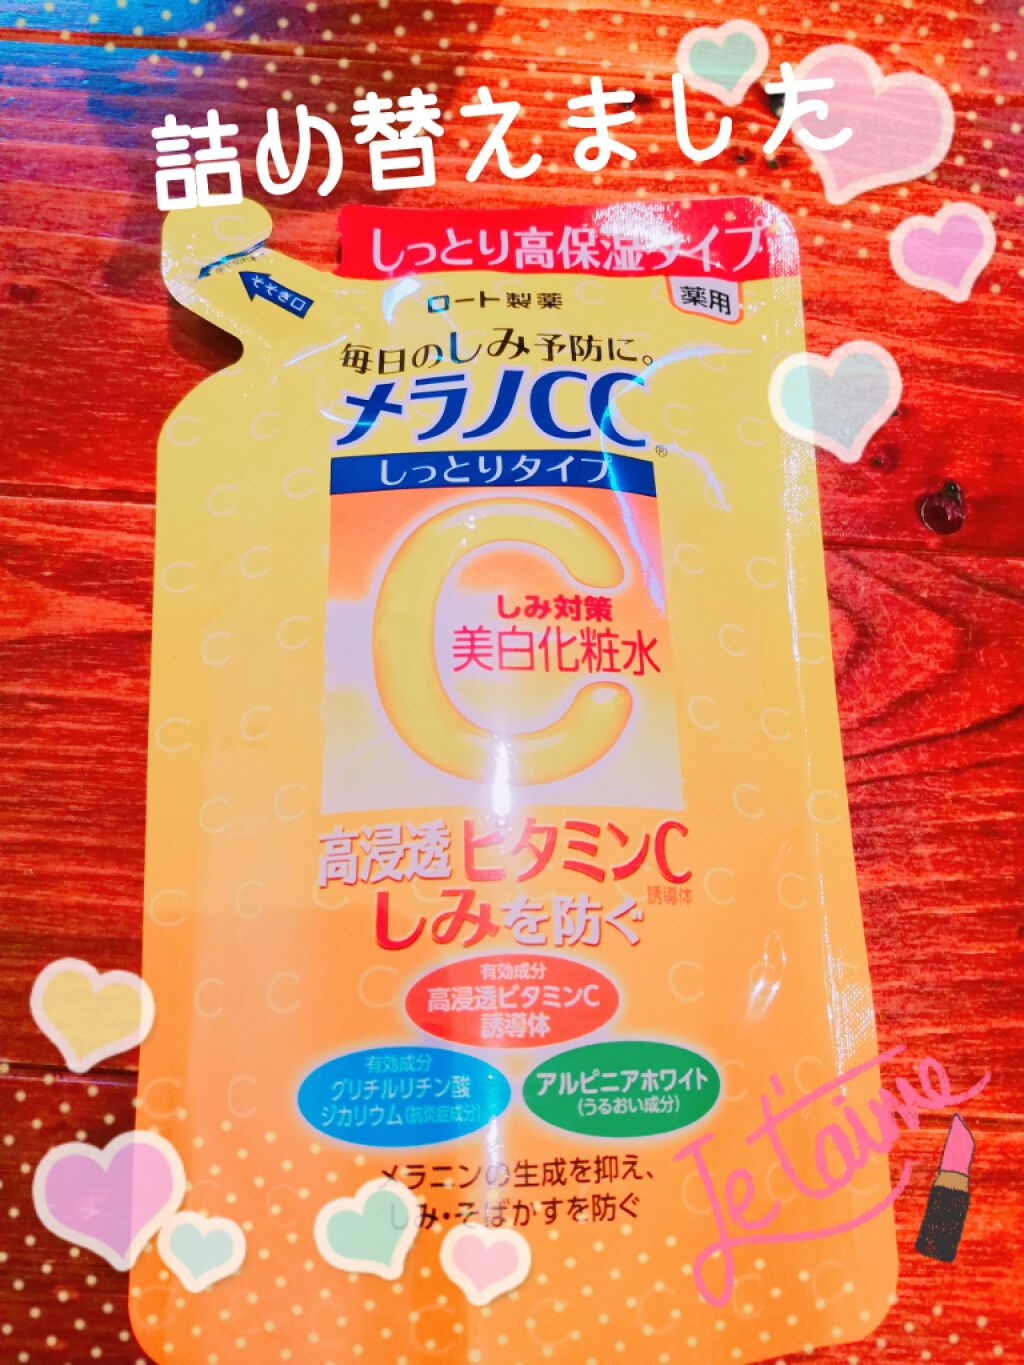 詰め替えました
しっとり高保湿タイプ
そそぎ口
ロート製薬
薬用
毎日のしみ予防に。
メラノCC®
しっとりタイプ
C
しみ対策
美白化粧水
高浸透ビタミンC
誘導体
しみを防ぐ
有効成分
高浸透ビタミンC
誘導体
有効成分
グリチルリチン酸
ジカリウム(抗炎症成分)
アルピニアホワイト
(うるおい成分)
Je t'aime
メラニンの生成を抑え、
しみ・そばかすを防ぐ